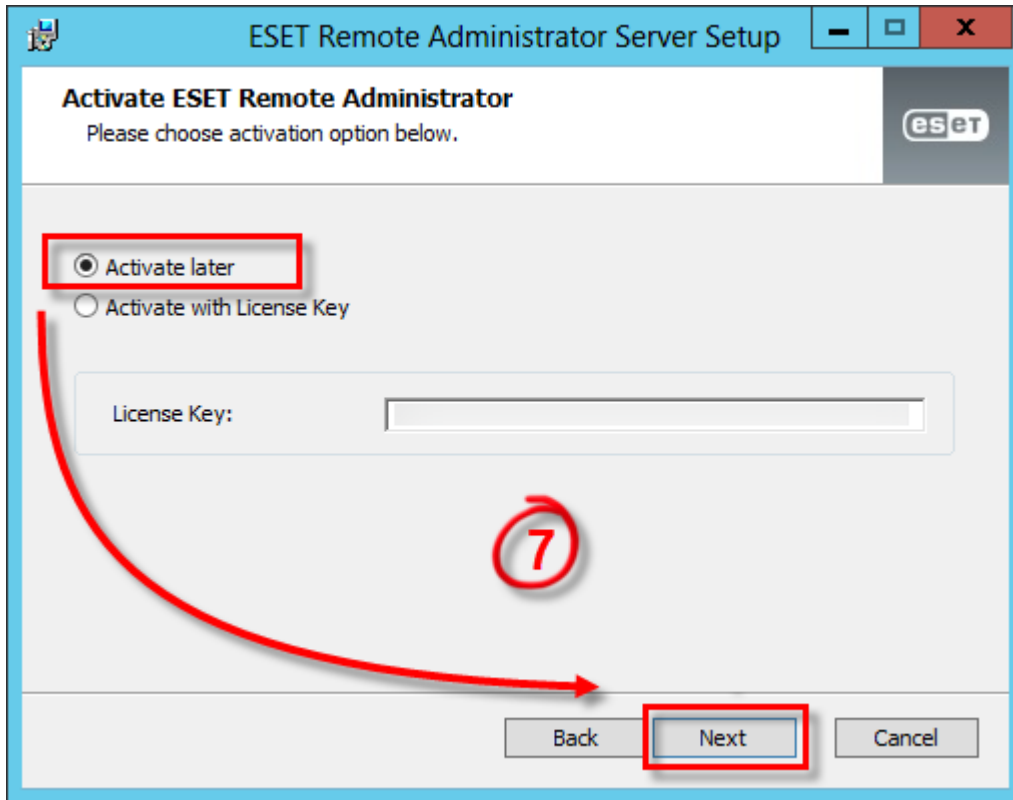 ESET Remote Administrator Server Setup
Activate ESET Remote Administrator
Please choose activation option below.
eset
Activate later
Activate with License Key
License Key:
7
Back Next Cancel